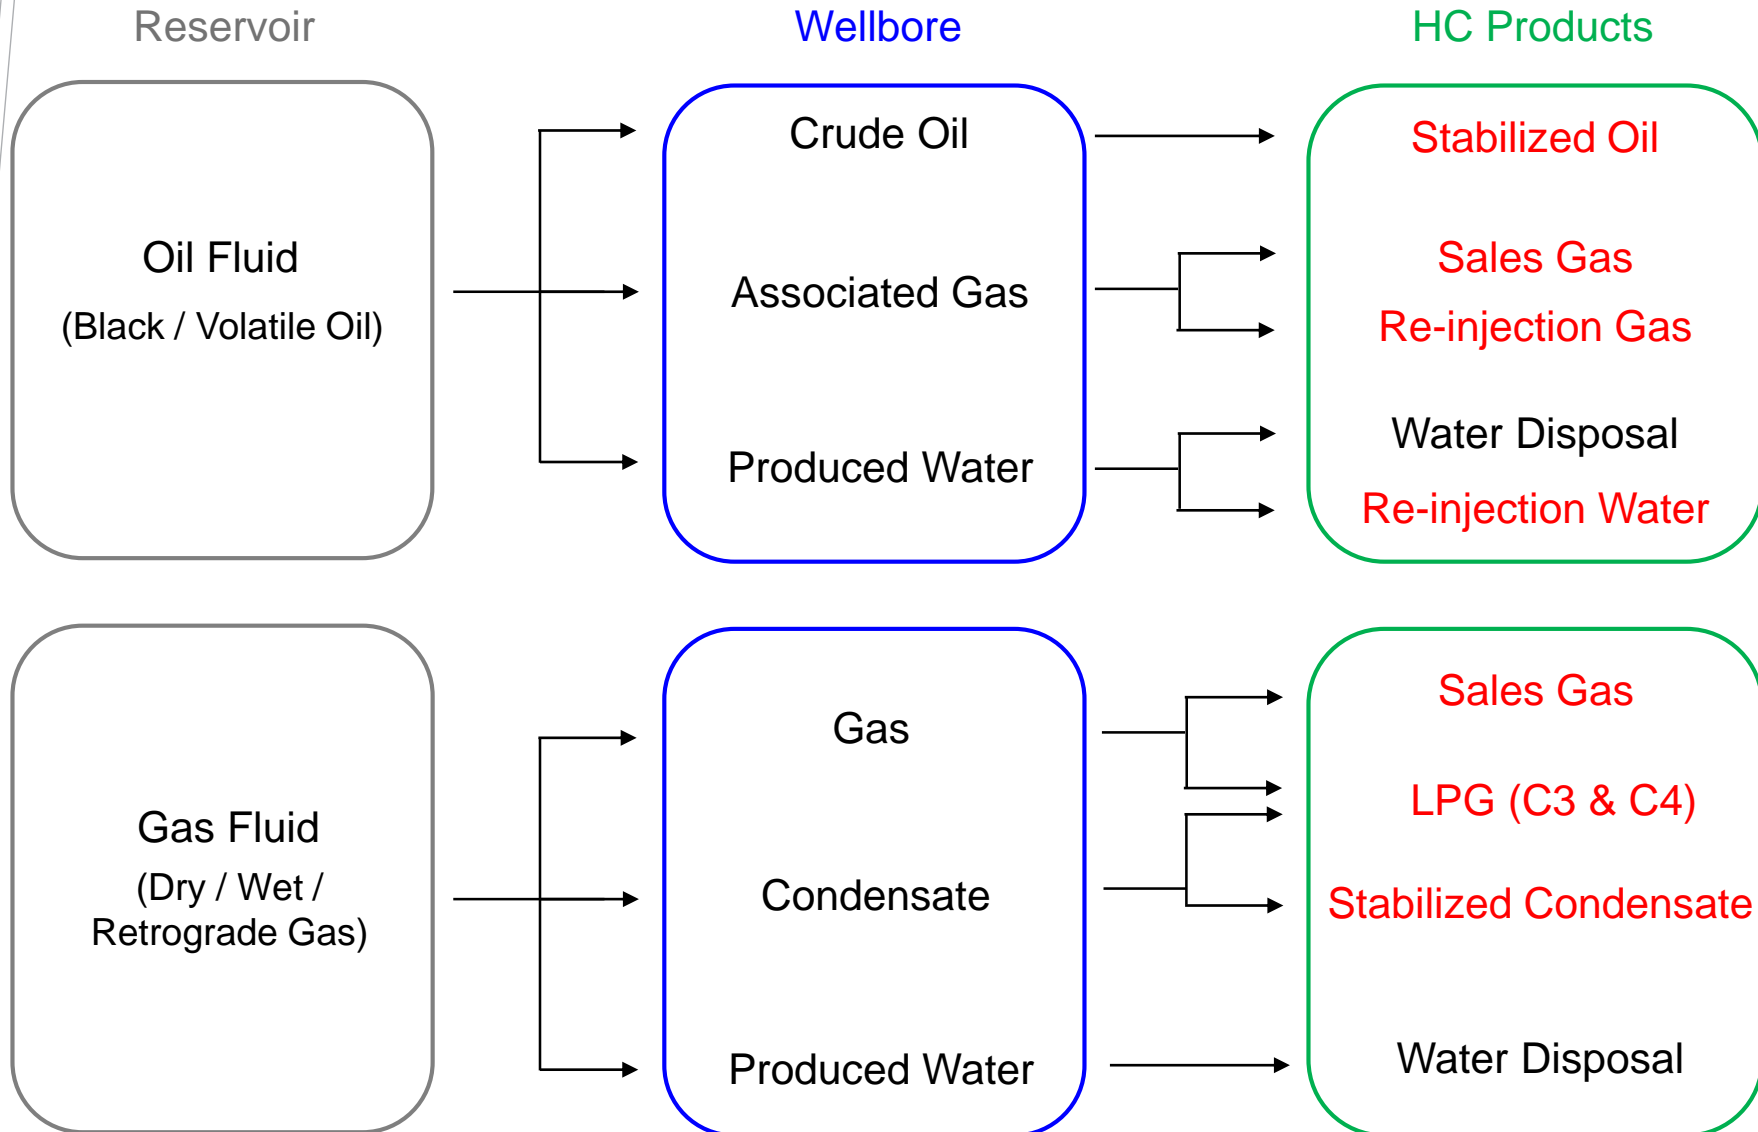 Reservoir
Wellbore
HC Products
Oil Fluid
(Black / Volatile Oil)
Crude Oil
Associated Gas
Produced Water
Stabilized Oil
Sales Gas
Re-injection Gas
Water Disposal
Re-injection Water
Gas Fluid
(Dry / Wet /
Retrograde Gas)
Gas
Condensate
Produced Water
Sales Gas
LPG (C3 & C4)
Stabilized Condensate
Water Disposal